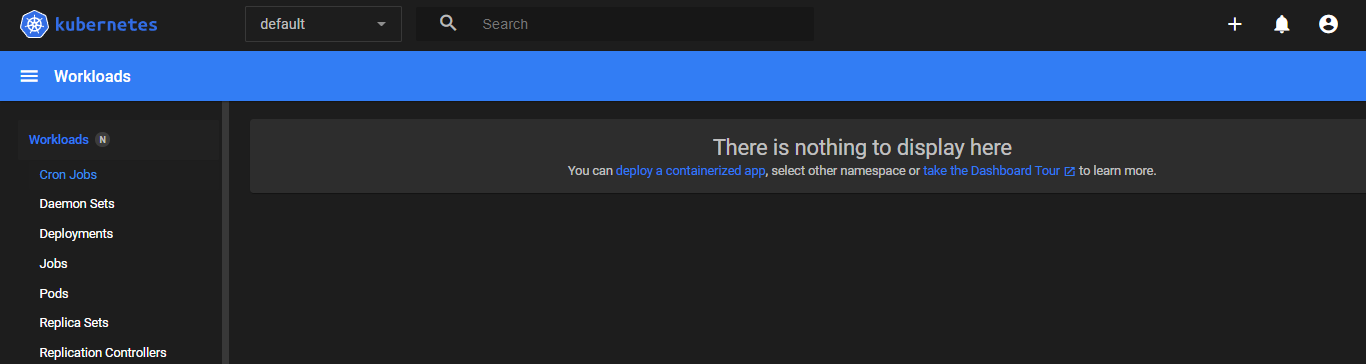 kubernetes
default
Search
Workloads
Workloads N
Cron Jobs
Daemon Sets
Deployments
Jobs
Pods
Replica Sets
Replication Controllers
There is nothing to display here
You can deploy a containerized app, select other namespace or take the Dashboard Tour to learn more.